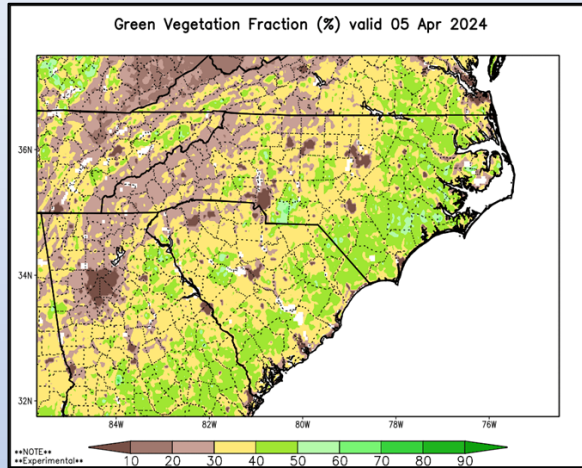 Green Vegetation Fraction (%) valid 05 Apr 2024
36N
34N
32N
84W 82W 80W 78W 76W
**NOTE**
**Experimental**
10 20 30 40 50 60 70 80 90